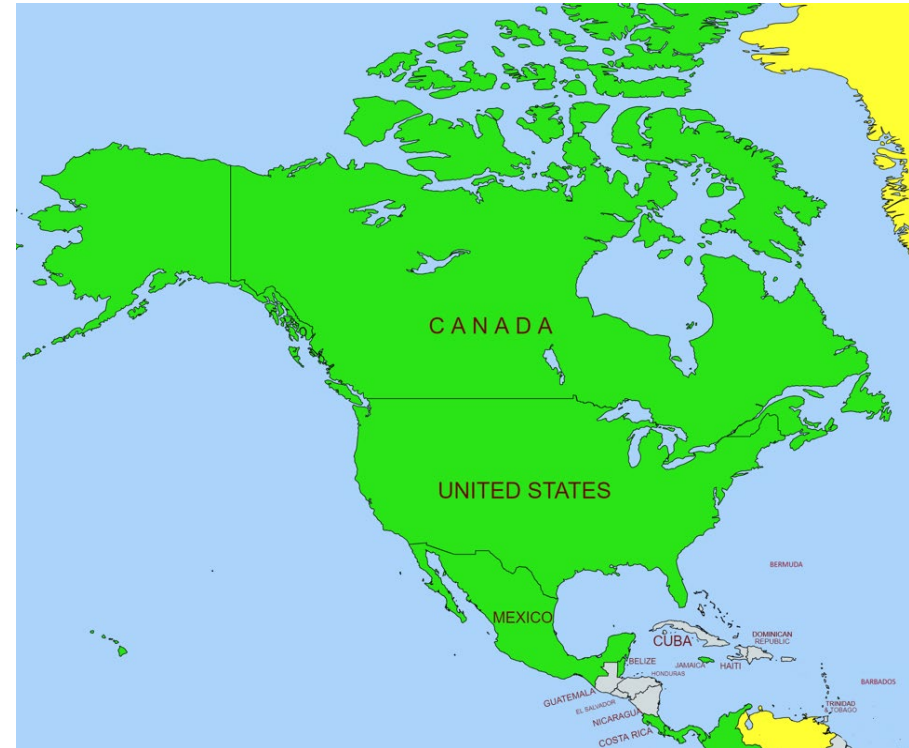 CANADA
UNITED STATES
BERMUDA
MEXICO
CUBA
DOMINICAN
REPUBLIC
BELIZE
JAMAICA
HAITI
HONDURAS
BARBADOS
GUATEMALA
EL SALVADOR
TRINIDAD
& TOBAGO
NICARAGUA
COSTA RICA